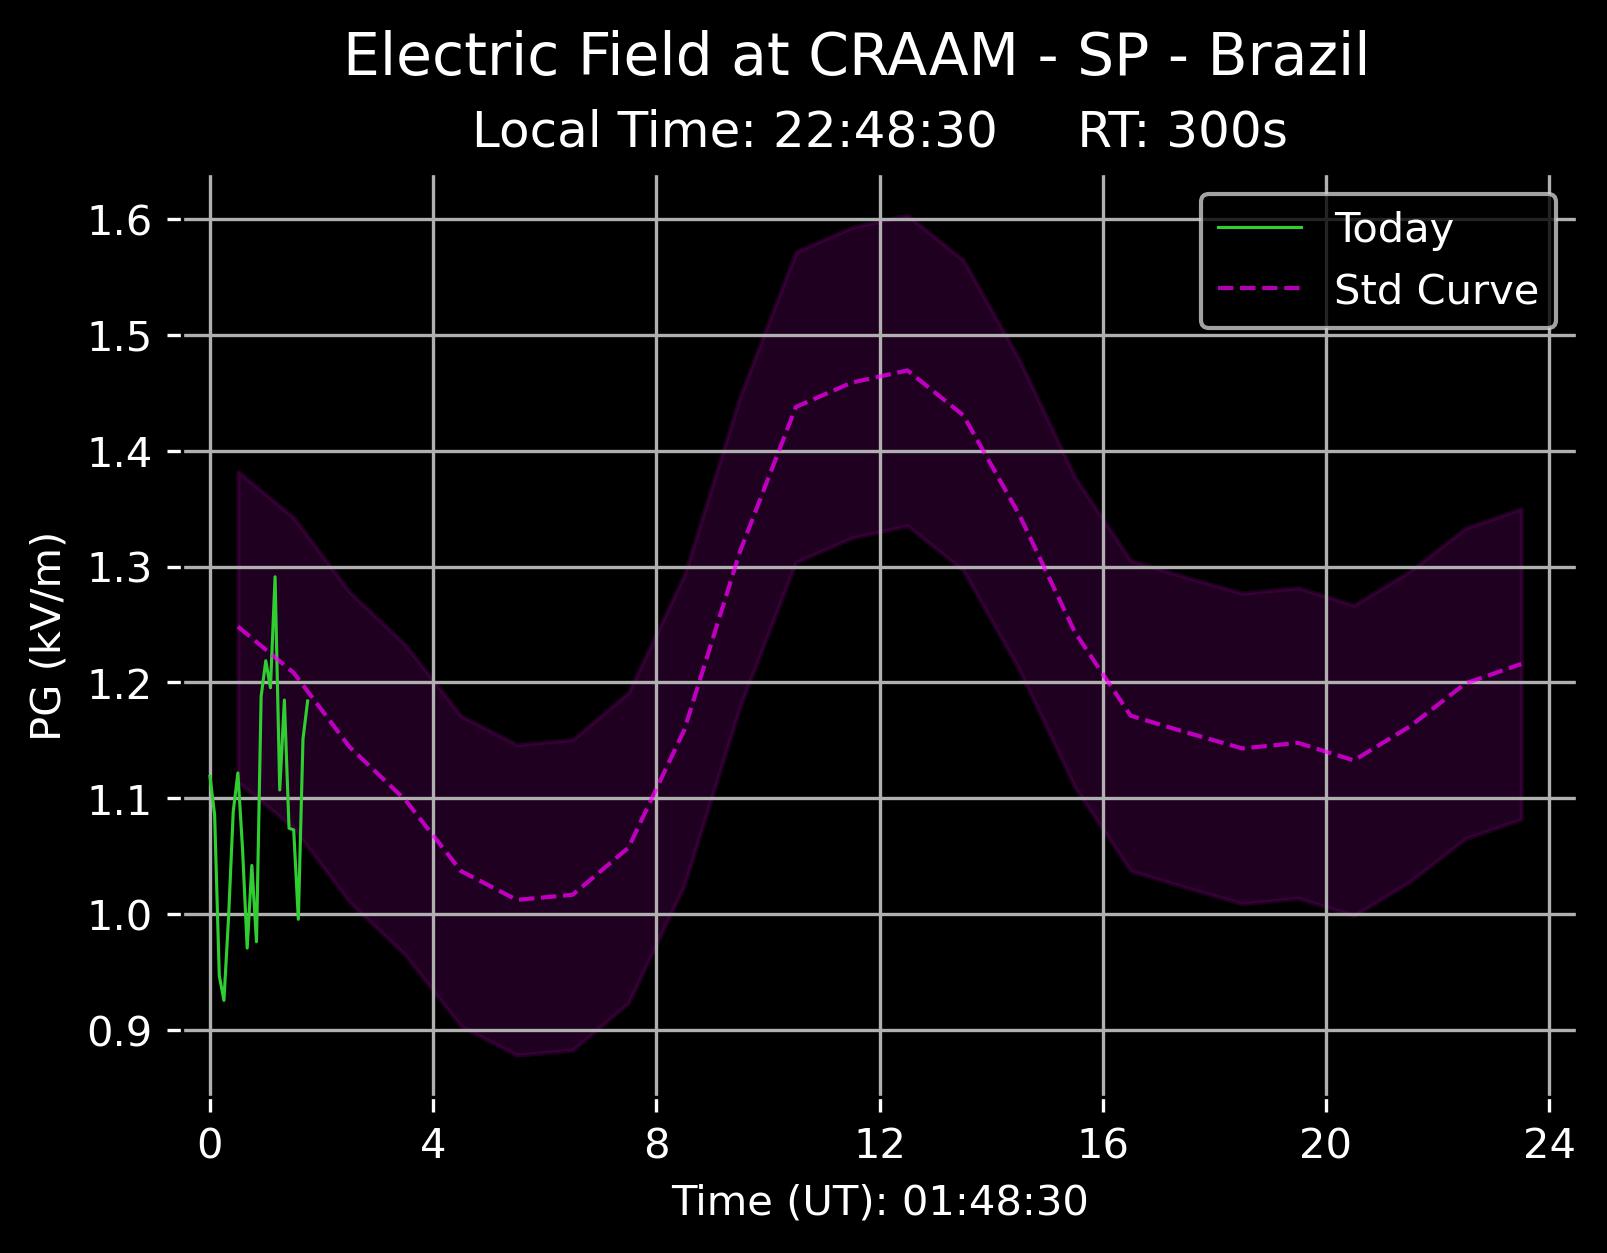 Electric Field at CRAAM - SP - Brazil
Local Time: 22:48:30 RT: 300s
Today
Std Curve
1.6
1.5
1.4
1.3
1.2
1.1
1.0
0.9
PG (kV/m)
0 4 8 12 16 20 24
Time (UT): 01:48:30